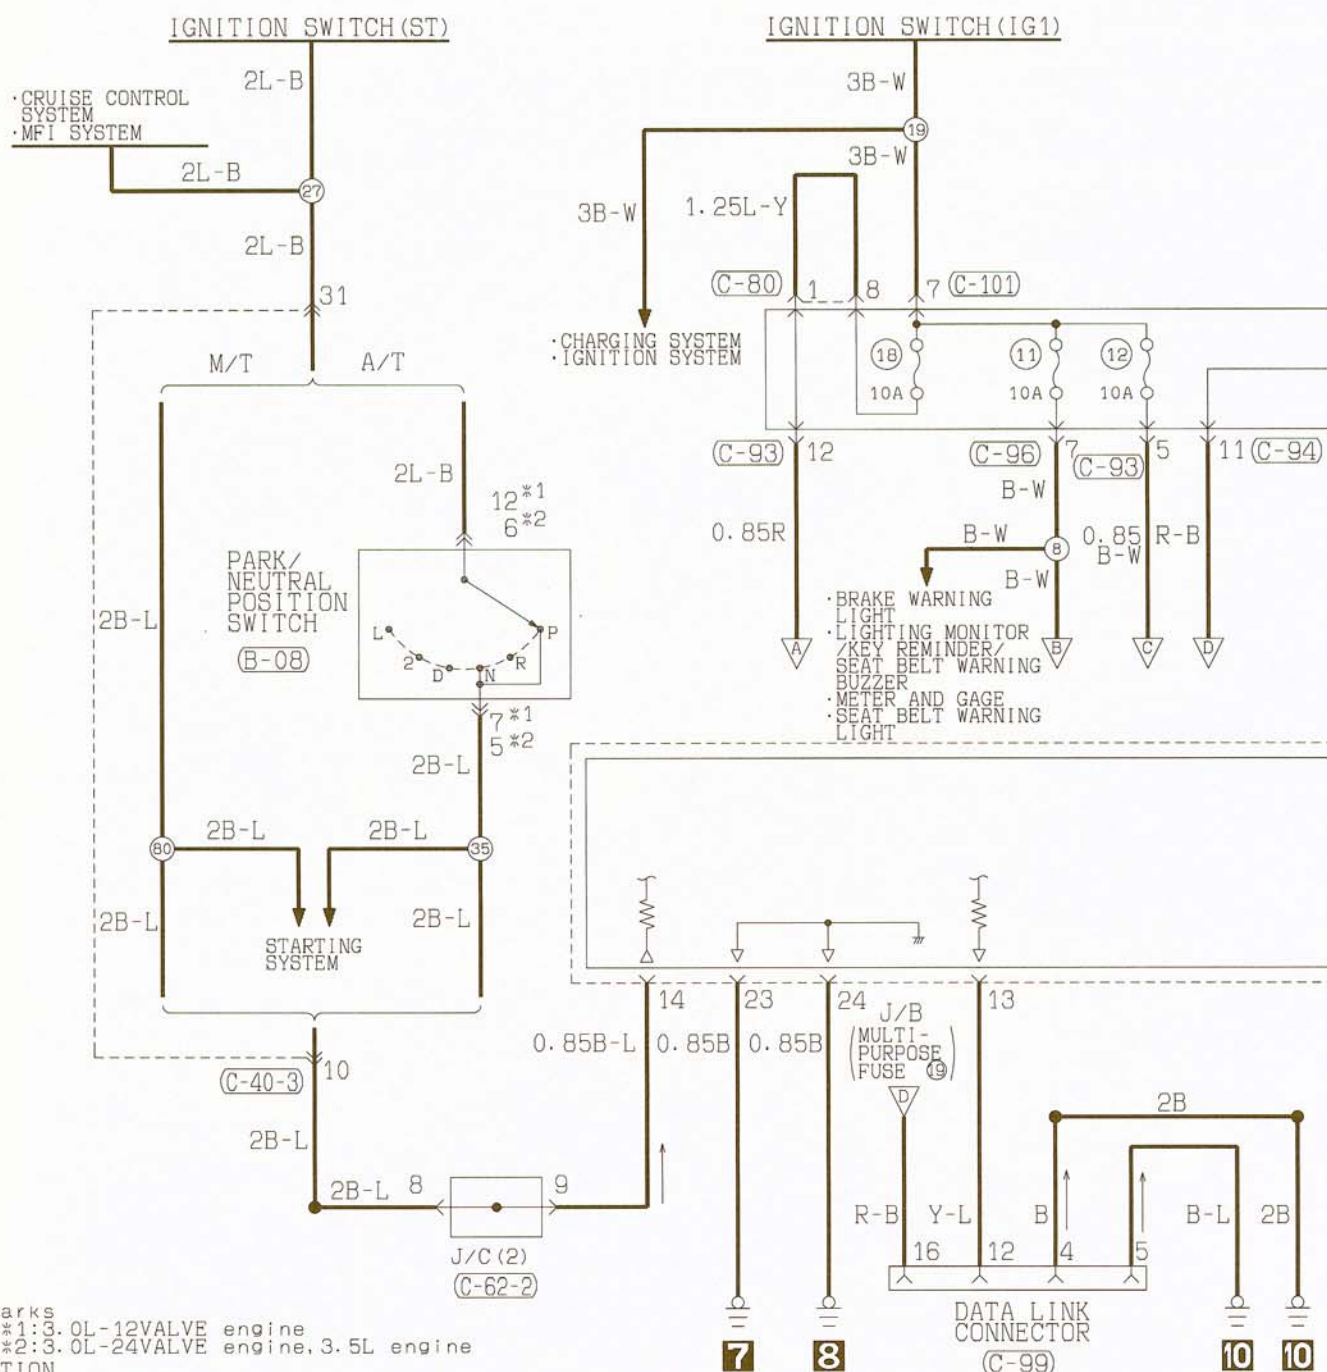 IGNITION SWITCH(ST)
IGNITION SWITCH(IG1)
2L-B
3B-W
·CRUISE CONTROL
SYSTEM
·MFI SYSTEM
19
2L-B
27
3B-W
2L-B
3B-W
1.25L-Y
31
C-80
1
8
7
C-101
·CHARGING SYSTEM
·IGNITION SYSTEM
M/T
A/T
18
10A
11
10A
12
10A
C-93
12
C-96
7
C-93
5
11
C-94
2L-B
12*1
6*2
B-W
0.85R
B-W
8
0.85
B-W
R-B
B-W
PARK/
NEUTRAL
POSITION
SWITCH
B-08
2B-L
L
2
D
N
R
P
·BRAKE WARNING
LIGHT
·LIGHTING MONITOR
/KEY REMINDER/
SEAT BELT WARNING
BUZZER
·METER AND GAGE
·SEAT BELT WARNING
LIGHT
A
B
C
D
7*1
5*2
2B-L
2B-L
2B-L
80
35
2B-L
2B-L
STARTING
SYSTEM
14
23
24
13
0.85B-L
0.85B
0.85B
J/B
MULTI-
PURPOSE
FUSE 19
D
10
C-40-3
2B-L
2B
2B-L
8
9
J/C(2)
C-62-2
R-B
Y-L
B
B-L
2B
16
12
4
5
DATA LINK
CONNECTOR
C-99
7
8
10
10
arks
*1:3.0L-12VALVE engine
*2:3.0L-24VALVE engine,3.5L engine
TION